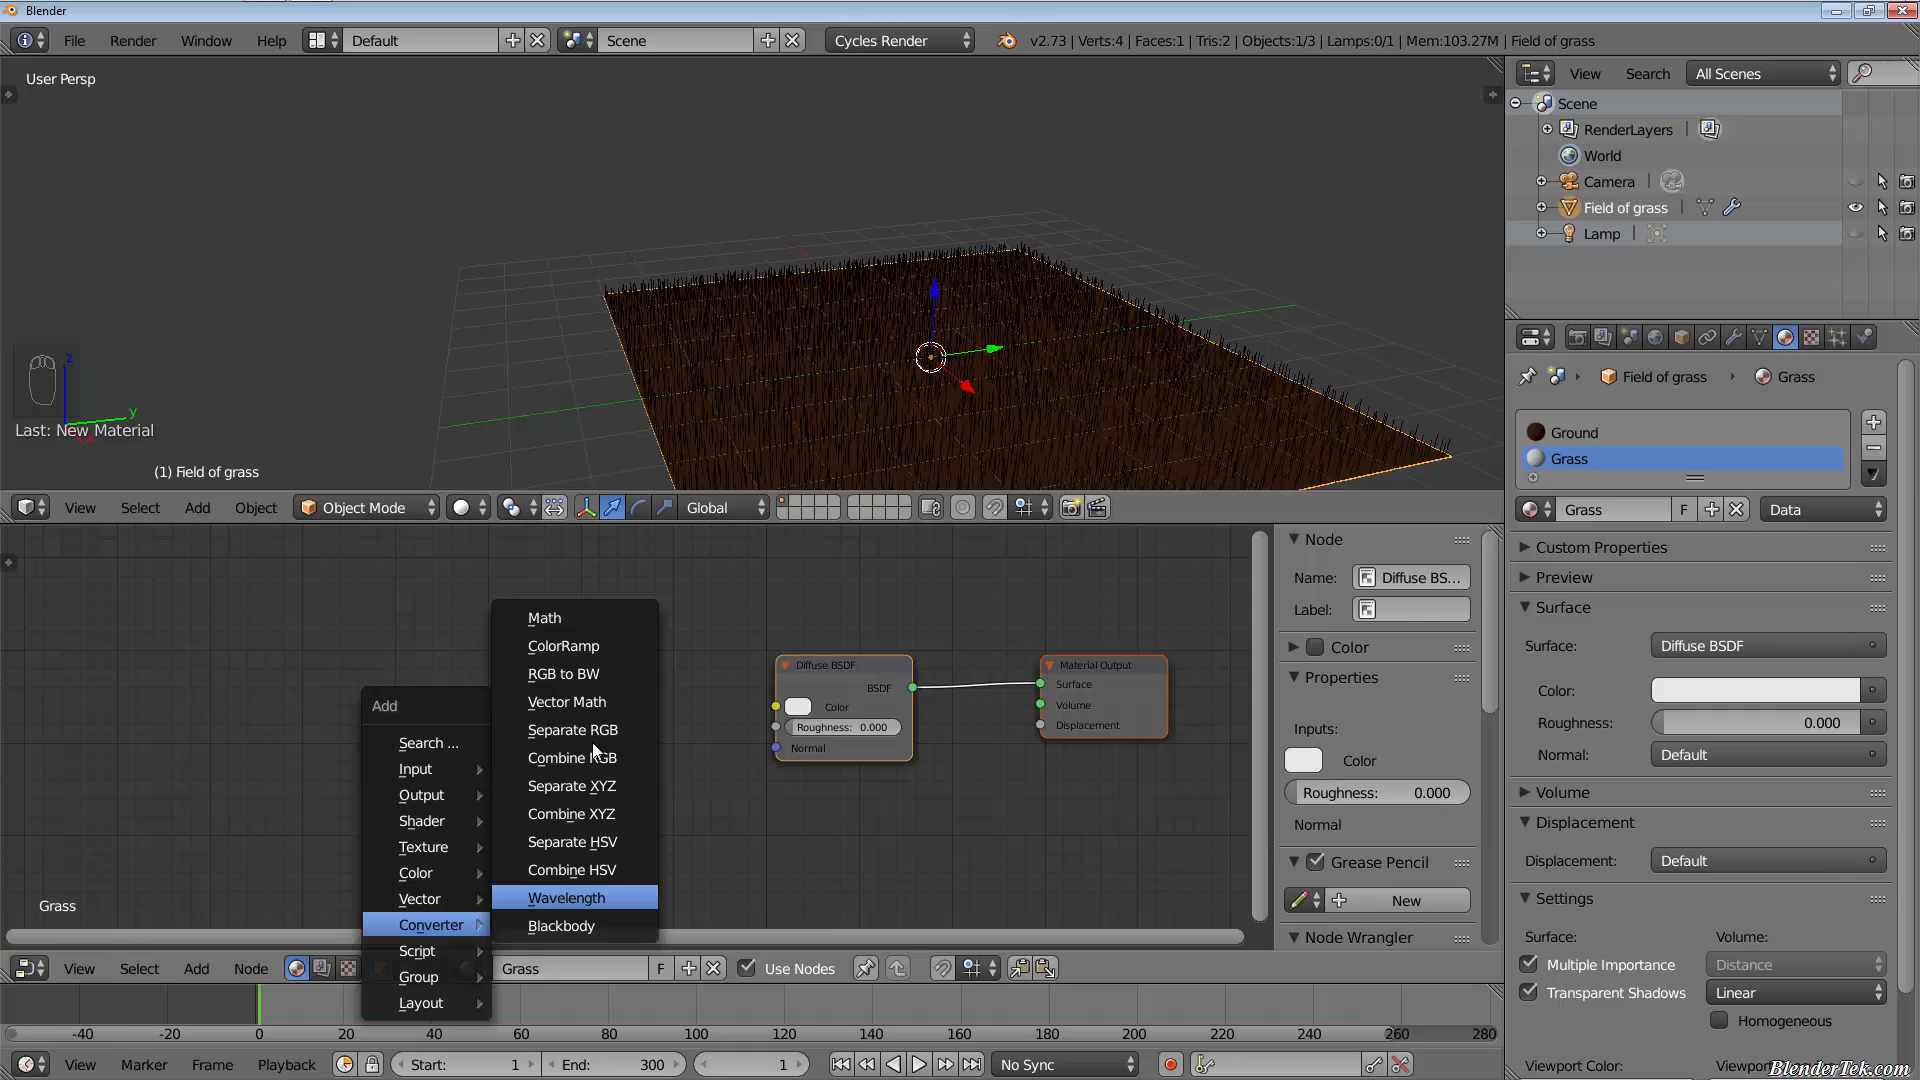 Blender
File Render Window Help Default Scene Cycles Render v2.73 | Verts:4 | Faces:1 | Tris:2 | Objects:1/3 | Lamps:0/1 | Mem:103.27M | Field of grass
User Persp
z
y
Last: New Material
(1) Field of grass
View Select Add Object Object Mode Global
View Search All Scenes
Scene
RenderLayers |
World
Camera |
Field of grass |
Lamp |
Field of grass Grass
Ground
Grass
Grass F Data
Custom Properties
Preview
Surface
Surface: Diffuse BSDF
Color:
Roughness: 0.000
Normal: Default
Volume
Displacement
Displacement: Default
Settings
Surface: Volume:
Multiple Importance Distance
Transparent Shadows Linear
Homogeneous
Viewport Color:
Add
Search ...
Input
Output
Shader
Texture
Color
Vector
Converter
Script
Group
Layout
Math
ColorRamp
RGB to BW
Vector Math
Separate RGB
Combine RGB
Separate XYZ
Combine XYZ
Separate HSV
Combine HSV
Wavelength
Blackbody
Diffuse BSDF
BSDF
Color
Roughness: 0.000
Normal
Material Output
Surface
Volume
Displacement
Node
Name: Diffuse BS...
Label:
Color
Properties
Inputs:
Color
Roughness: 0.000
Normal
Grease Pencil
New
Node Wrangler
Grass
View Select Add Node Grass F Use Nodes
-40 -20 0 20 40 60 80 100 120 140 160 180 200 220 240 260 280
View Marker Frame Playback Start: 1 End: 300 1 No Sync
BlenderTek.com